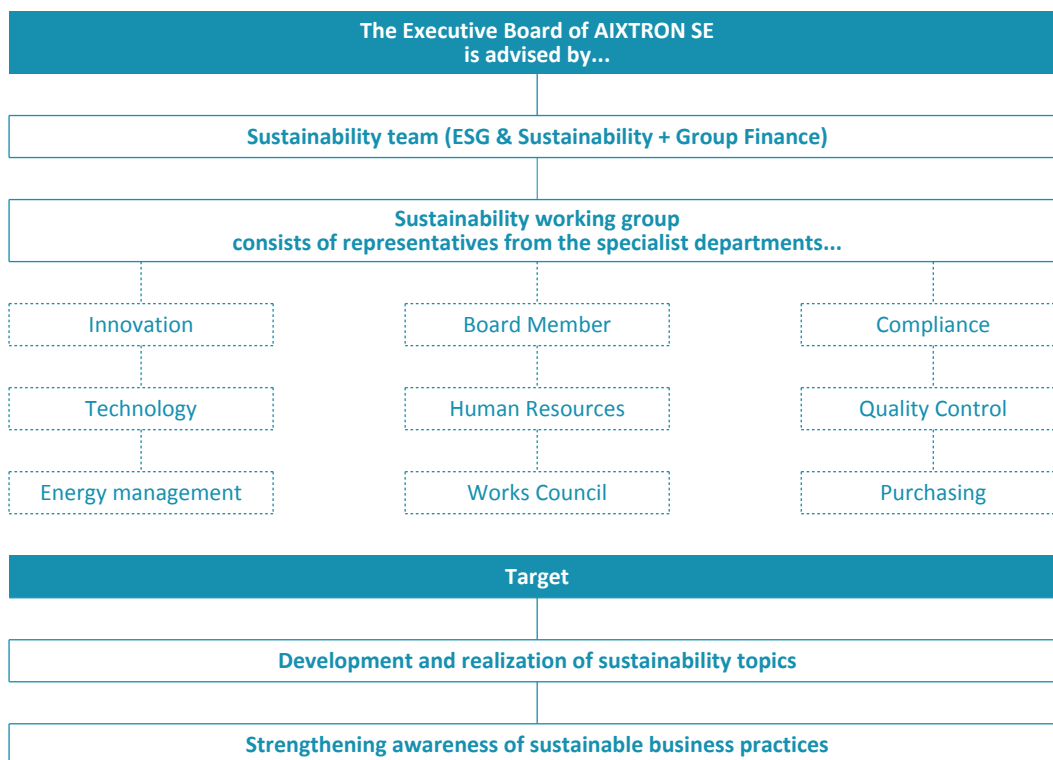 The Executive Board of AIXTRON SE
is advised by...
Sustainability team (ESG & Sustainability + Group Finance)
Sustainability working group
consists of representatives from the specialist departments...
Innovation
Board Member
Compliance
Technology
Human Resources
Quality Control
Energy management
Works Council
Purchasing
Target
Development and realization of sustainability topics
Strengthening awareness of sustainable business practices